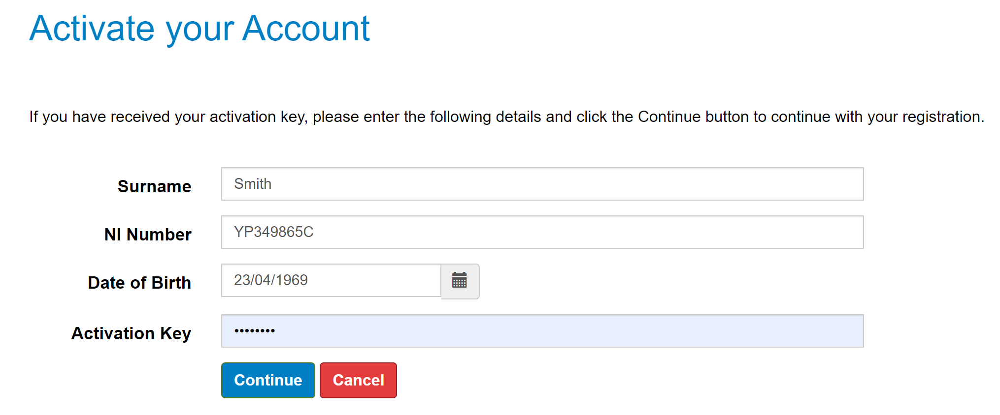 Activate your Account
If you have received your activation key, please enter the following details and click the Continue button to continue with your registration.
Surname Smith
NI Number YP349865C
Date of Birth 23/04/1969
Activation Key ••••••••
Continue Cancel